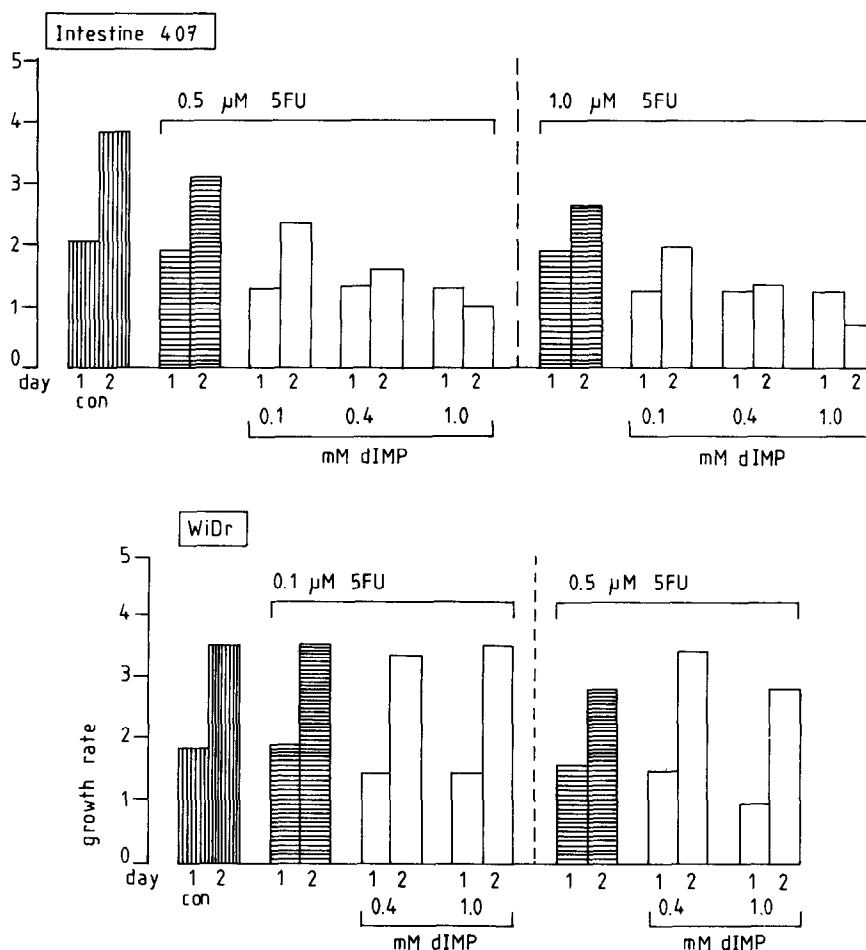 Intestine 407
5
4
3
2
1
0
0.5 μM 5FU
1.0 μM 5FU
day 1 2 1 2 1 2 1 2 1 2 1 2 1 2 1 2 1 2
con
0.1 0.4 1.0 0.1 0.4 1.0
mM dIMP mM dIMP
WiDr
5
4
3
2
1
0
growth rate
0.1 μM 5FU
0.5 μM 5FU
day 1 2 1 2 1 2 1 2 1 2 1 2 1 2
con
0.4 1.0 0.4 1.0
mM dIMP mM dIMP